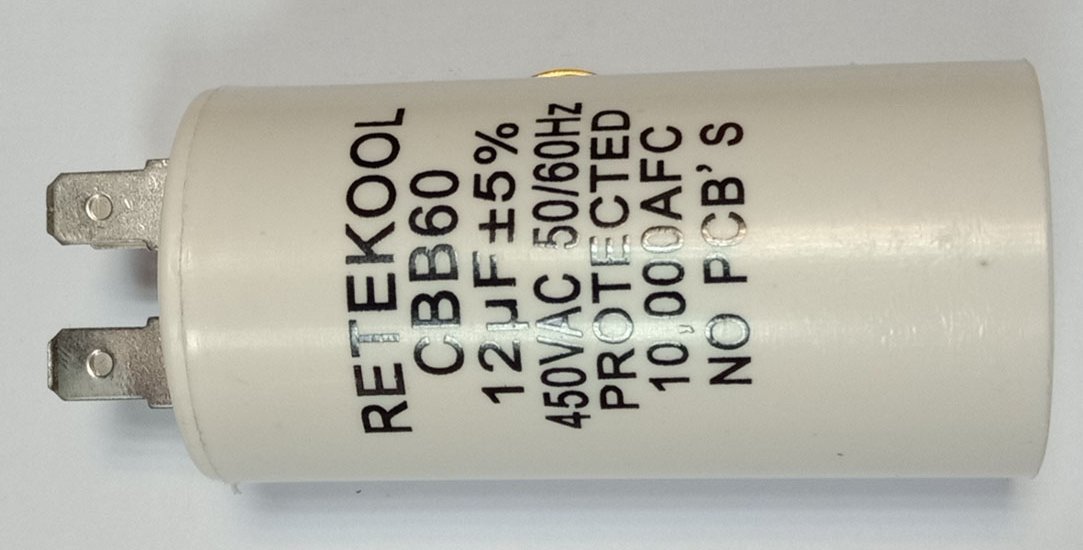 RETEKOOL
CBB60
12µF ±5%
450VAC 50/60Hz
PROTECTED
10,000AFC
NO PCB'S